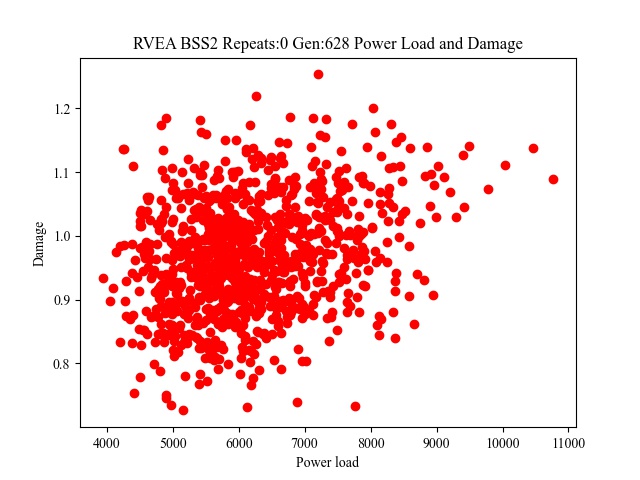 RVEA BSS2 Repeats:0 Gen:628 Power Load and Damage
Damage
1.2
1.1
1.0
0.9
0.8
4000 5000 6000 7000 8000 9000 10000 11000
Power load